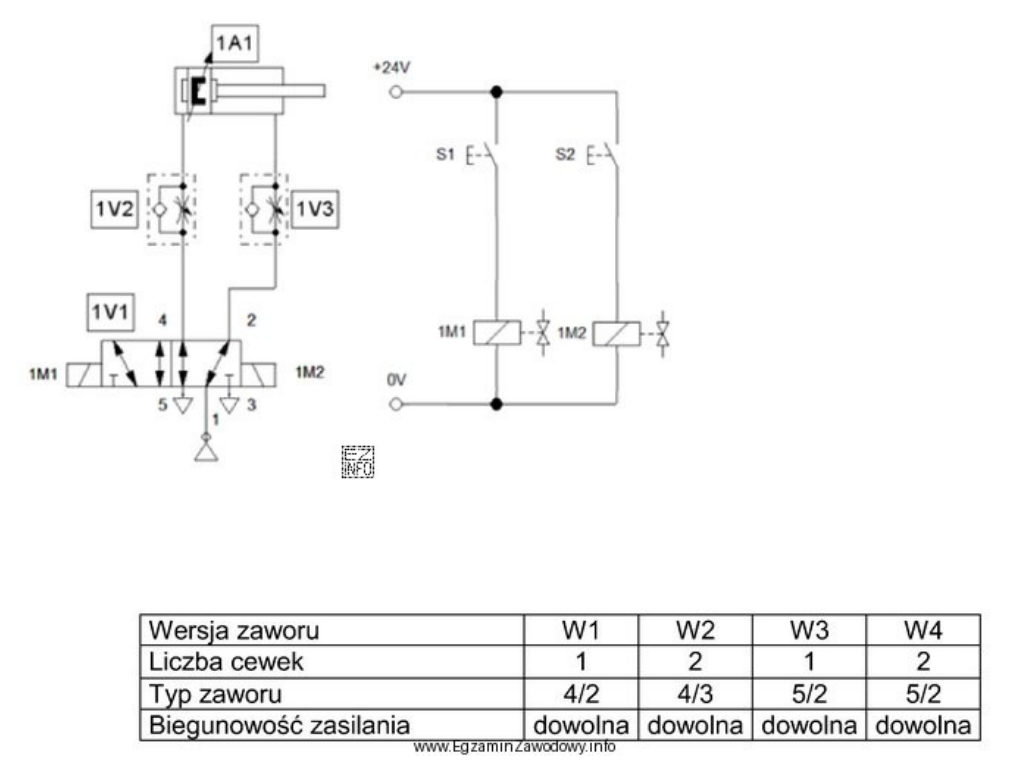 1A1
+24V
S1
S2
1V2
1V3
1V1
4
2
1M1
1M2
1M1
1M2
5
3
1
0V
EZ
INFO
Wersja zaworu W1 W2 W3 W4
Liczba cewek 1 2 1 2
Typ zaworu 4/2 4/3 5/2 5/2
Biegunowość zasilania dowolna dowolna dowolna dowolna
www.EgzaminZawodowy.info